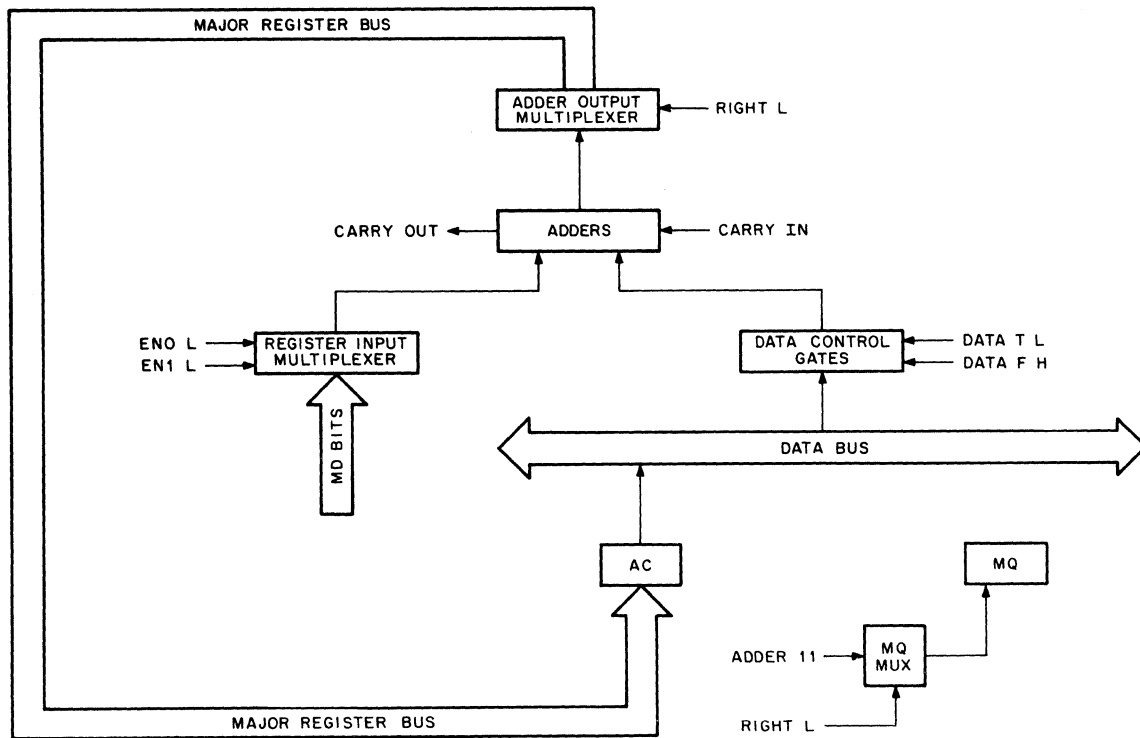 MAJOR REGISTER BUS
ADDER OUTPUT
MULTIPLEXER
RIGHT L
CARRY OUT
ADDERS
CARRY IN
EN0 L
EN1 L
REGISTER INPUT
MULTIPLEXER
DATA CONTROL
GATES
DATA T L
DATA F H
MD BITS
DATA BUS
AC
MQ
ADDER 11
MQ
MUX
RIGHT L
MAJOR REGISTER BUS